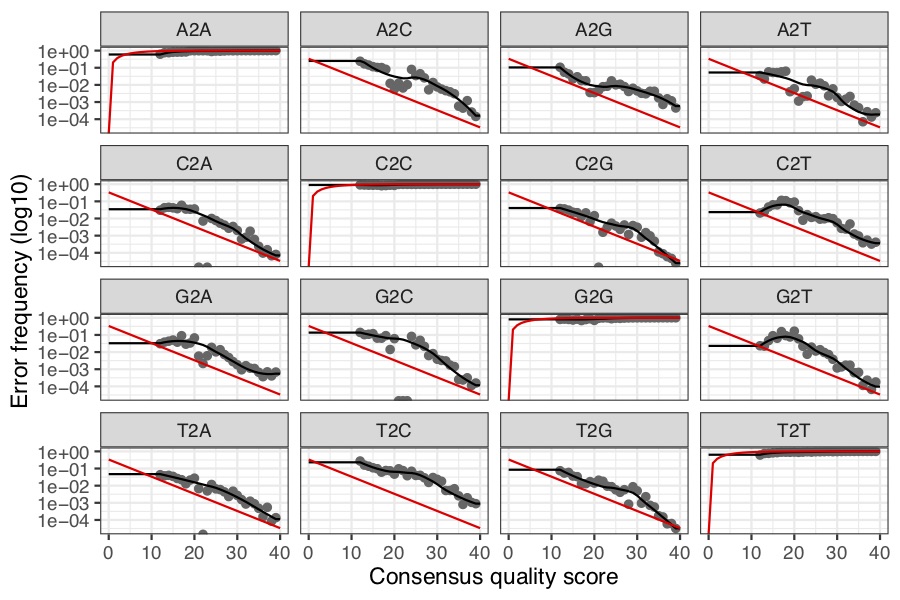 A2A A2C A2G A2T
1e+00
1e−01
1e−02
1e−03
1e−04
C2A C2C C2G C2T
1e+00
1e−01
1e−02
1e−03
1e−04
G2A G2C G2G G2T
1e+00
1e−01
1e−02
1e−03
1e−04
T2A T2C T2G T2T
1e+00
1e−01
1e−02
1e−03
1e−04
0 10 20 30 40 0 10 20 30 40 0 10 20 30 40 0 10 20 30 40
Consensus quality score
Error frequency (log10)